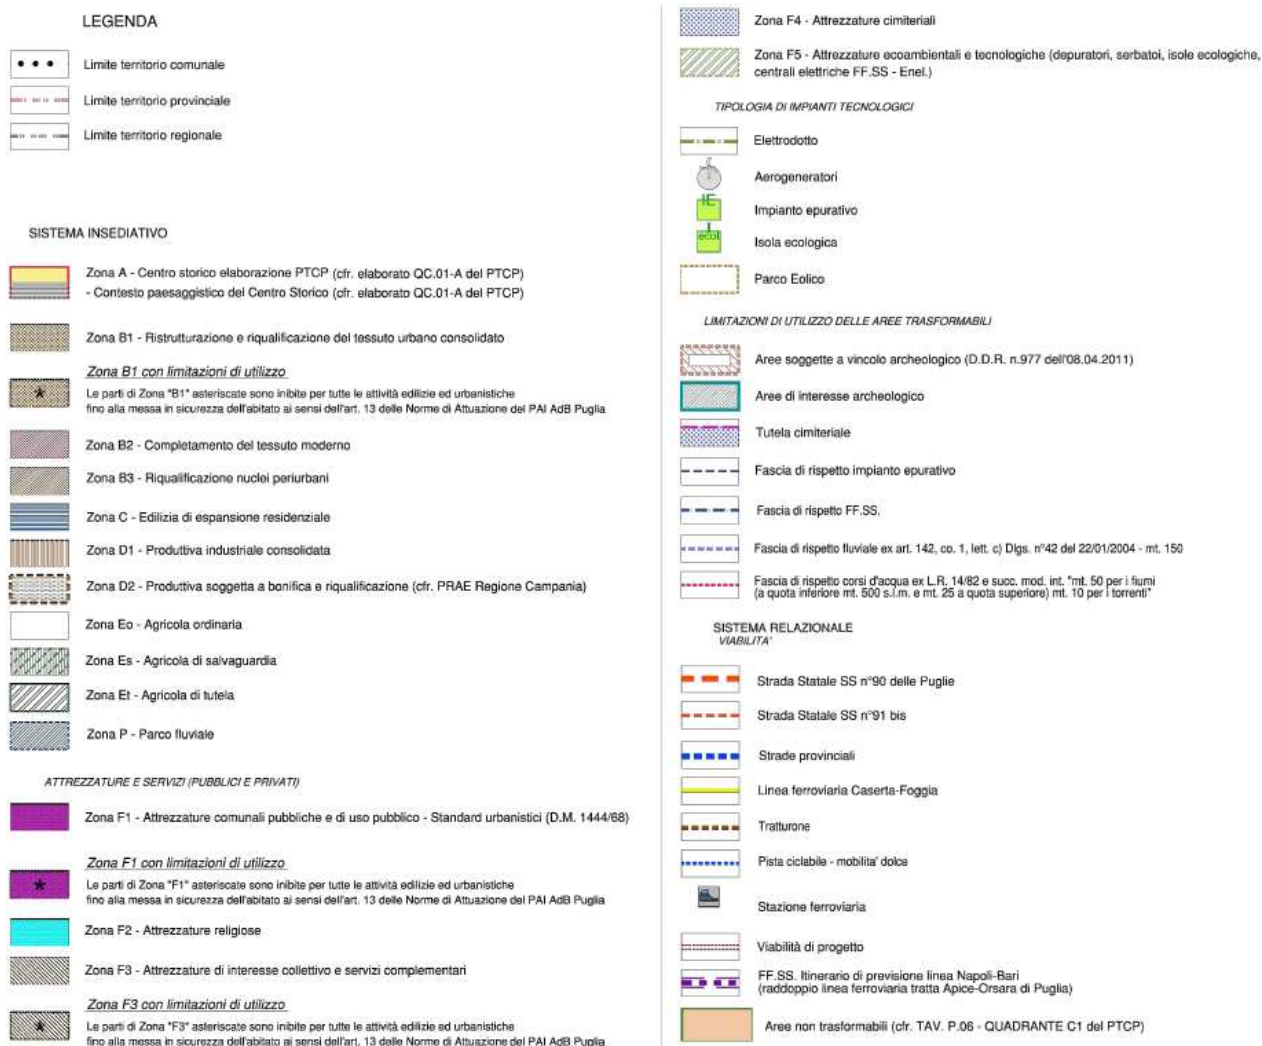 LEGENDA
Limite territorio comunale
Limite territorio provinciale
Limite territorio regionale
SISTEMA INSEDIATIVO
Zona A - Centro storico elaborazione PTCP (cfr. elaborato QC.01-A del PTCP)
- Contesto paesaggistico del Centro Storico (cfr. elaborato QC.01-A del PTCP)
Zona B1 - Ristrutturazione e riqualificazione del tessuto urbano consolidato
Zona B1 con limitazioni di utilizzo
Le parti di Zona "B1" asteriscate sono inibite per tutte le attività edilizie ed urbanistiche
fino alla messa in sicurezza dell'abitato ai sensi dell'art. 13 delle Norme di Attuazione del PAI AdB Puglia
Zona B2 - Completamento del tessuto moderno
Zona B3 - Riqualificazione nuclei periurbani
Zona C - Edilizia di espansione residenziale
Zona D1 - Produttiva industriale consolidata
Zona D2 - Produttiva soggetta a bonifica e riqualificazione (cfr. PRAE Regione Campania)
Zona Eo - Agricola ordinaria
Zona Es - Agricola di salvaguardia
Zona Et - Agricola di tutela
Zona P - Parco fluviale
ATTREZZATURE E SERVIZI (PUBBLICI E PRIVATI)
Zona F1 - Attrezzature comunali pubbliche e di uso pubblico - Standard urbanistici (D.M. 1444/68)
Zona F1 con limitazioni di utilizzo
Le parti di Zona "F1" asteriscate sono inibite per tutte le attività edilizie ed urbanistiche
fino alla messa in sicurezza dell'abitato ai sensi dell'art. 13 delle Norme di Attuazione del PAI AdB Puglia
Zona F2 - Attrezzature religiose
Zona F3 - Attrezzature di interesse collettivo e servizi complementari
Zona F3 con limitazioni di utilizzo
Le parti di Zona "F3" asteriscate sono inibite per tutte le attività edilizie ed urbanistiche
fino alla messa in sicurezza dell'abitato ai sensi dell'art. 13 delle Norme di Attuazione del PAI AdB Puglia
Zona F4 - Attrezzature cimiteriali
Zona F5 - Attrezzature ecoambientali e tecnologiche (depuratori, serbatoi, isole ecologiche,
centrali elettriche FF.SS - Enel.)
TIPOLOGIA DI IMPIANTI TECNOLOGICI
Elettrodotto
Aerogeneratori
IE
Impianto epurativo
I
ecol
Isola ecologica
Parco Eolico
LIMITAZIONI DI UTILIZZO DELLE AREE TRASFORMABILI
Aree soggette a vincolo archeologico (D.D.R. n.977 dell'08.04.2011)
Aree di interesse archeologico
Tutela cimiteriale
Fascia di rispetto impianto epurativo
Fascia di rispetto FF.SS.
Fascia di rispetto fluviale ex art. 142, co. 1, lett. c) Dlgs. n°42 del 22/01/2004 - mt. 150
Fascia di rispetto corsi d'acqua ex L.R. 14/82 e succ. mod. int. "mt. 50 per i fiumi
(a quota inferiore mt. 500 s.l.m. e mt. 25 a quota superiore) mt. 10 per i torrenti"
SISTEMA RELAZIONALE
VIABILITA'
Strada Statale SS n°90 delle Puglie
Strada Statale SS n°91 bis
Strade provinciali
Linea ferroviaria Caserta-Foggia
Tratturone
Pista ciclabile - mobilita' dolce
Stazione ferroviaria
Viabilità di progetto
FF.SS. Itinerario di previsione linea Napoli-Bari
(raddoppio linea ferroviaria tratta Apice-Orsara di Puglia)
Aree non trasformabili (cfr. TAV. P.06 - QUADRANTE C1 del PTCP)